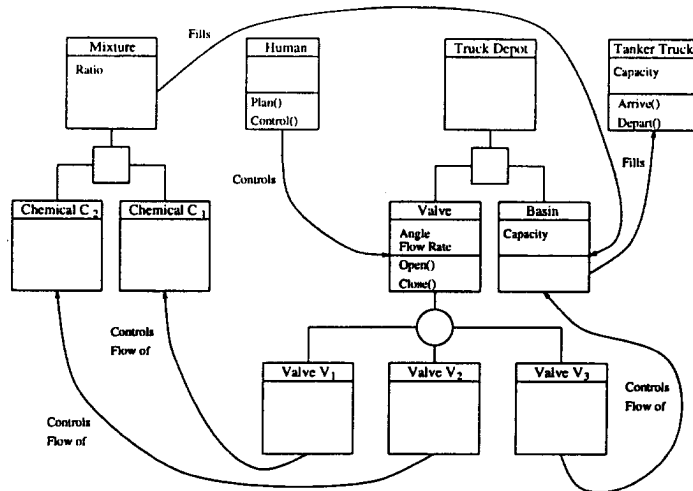 Fills
Mixture
Ratio
Human
Plan()
Control()
Truck Depot
Tanker Truck
Capacity
Arrive()
Depart()
Fills
Controls
Chemical C2
Chemical C1
Valve
Angle
Flow Rate
Open()
Close()
Basin
Capacity
Controls
Flow of
Valve V1
Valve V2
Valve V3
Controls
Flow of
Controls
Flow of